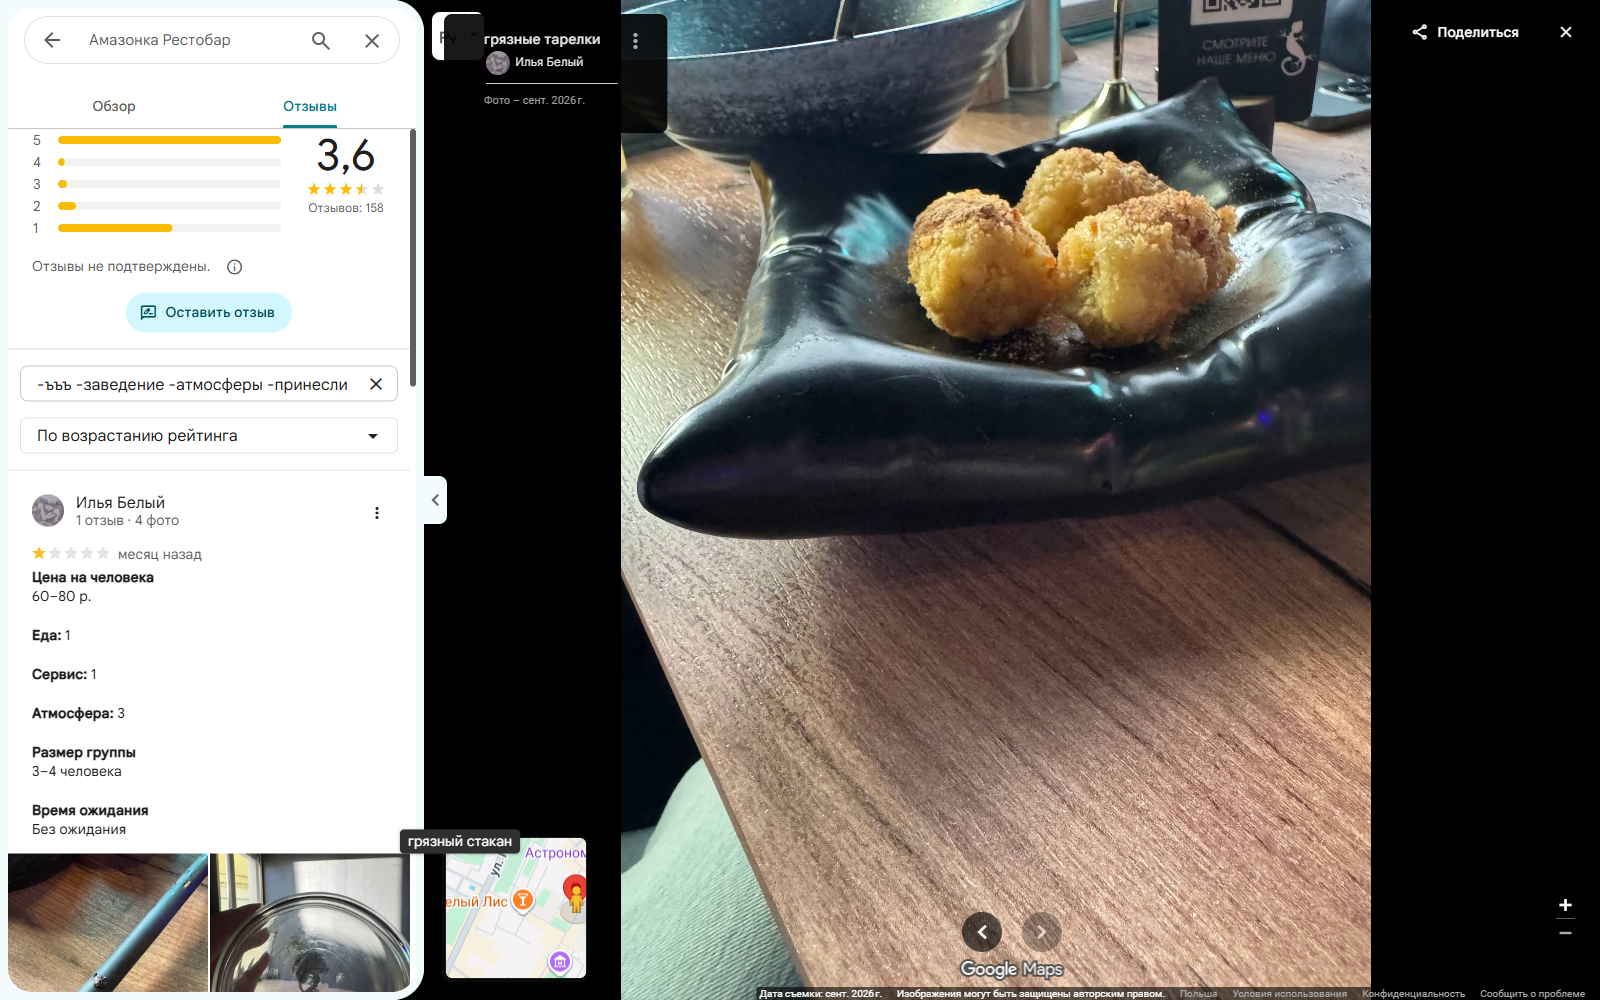 Амазонка Рестобар
Обзор
Отзывы
5
4
3
2
1
3,6
Отзывов: 158
Отзывы не подтверждены.
Оставить отзыв
-ъъъ -заведение -атмосферы -принесли
По возрастанию рейтинга
Илья Белый
1 отзыв · 4 фото
месяц назад
Цена на человека
60–80 р.
Еда: 1
Сервис: 1
Атмосфера: 3
Размер группы
3–4 человека
Время ожидания
Без ожидания
грязный стакан
грязные тарелки
Илья Белый
Фото – сент. 2026 г.
Поделиться
СМОТРИТЕ
НАШЕ МЕНЮ
ул.
Астроном
елый Лис
Google Maps
Дата съемки: сент. 2026 г. Изображения могут быть защищены авторским правом. Польша Условия использования Конфиденциальность Сообщить о проблеме